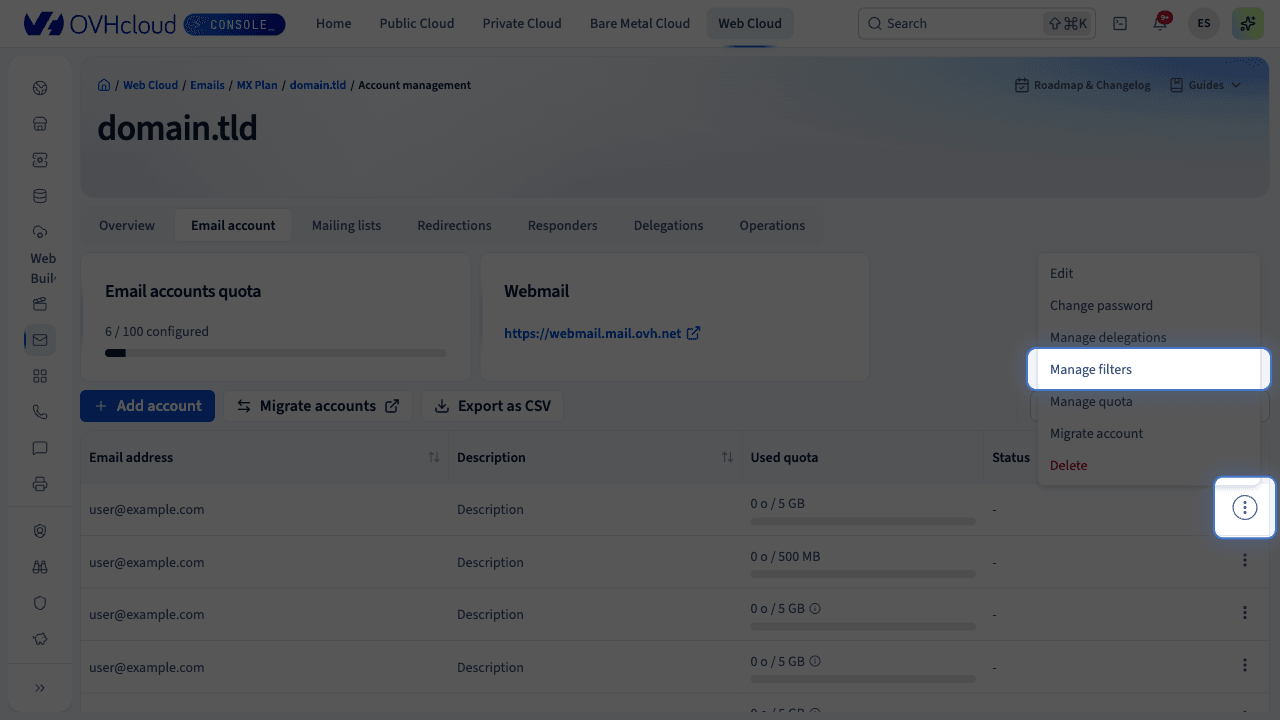 OVHcloud CONSOLE_ Home Public Cloud Private Cloud Bare Metal Cloud Web Cloud Search ⇧⌘K 9+ ES
/ Web Cloud / Emails / MX Plan / domain.tld / Account management Roadmap & Changelog Guides
domain.tld
Overview Email account Mailing lists Redirections Responders Delegations Operations
Web
Email accounts quota
6 / 100 configured
Webmail
https://webmail.mail.ovh.net
Edit
Change password
Manage delegations
Manage filters
Manage quota
Migrate account
Delete
+ Add account Migrate accounts Export as CSV
Email address Description Used quota Status
user@example.com Description 0 o / 5 GB -
user@example.com Description 0 o / 500 MB -
user@example.com Description 0 o / 5 GB -
user@example.com Description 0 o / 5 GB -